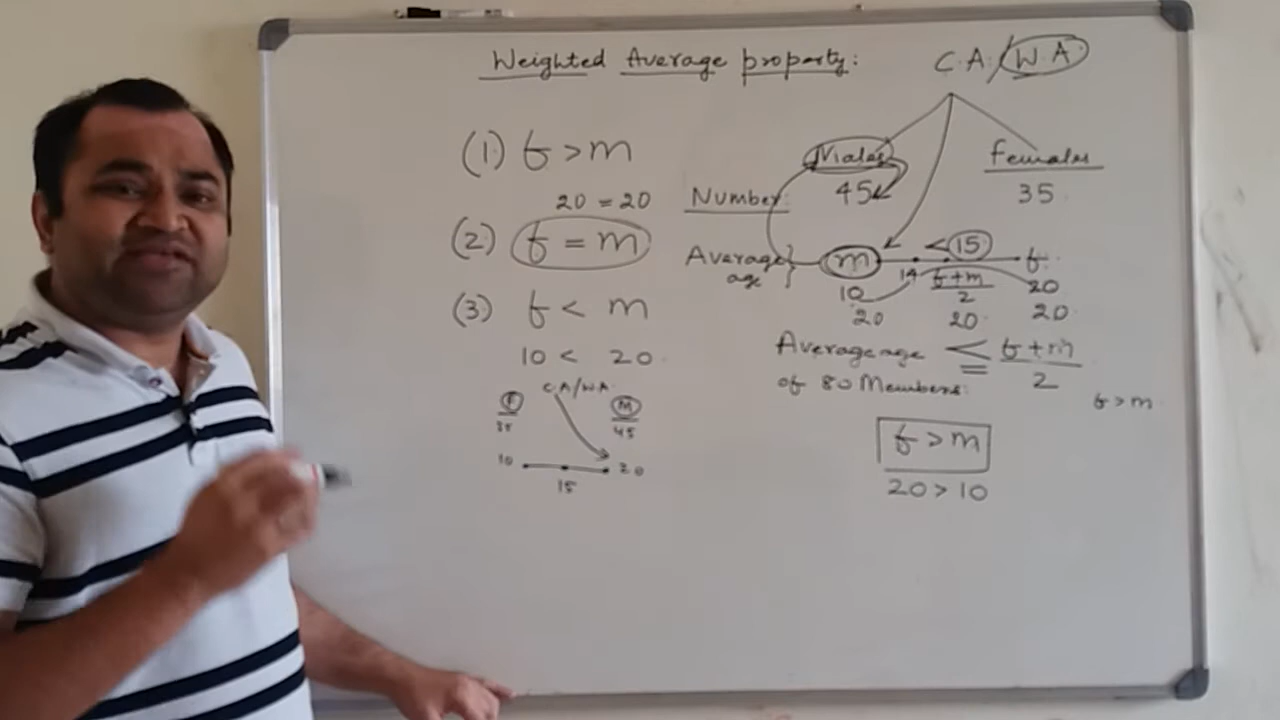 Weighted Average property:
C.A/W.A
(1) f > m
20 = 20
(2) f = m
(3) f < m
10 < 20
C.A/W.A
F M
35 45
10 20
15
Males Females
Number: 45 35
Average age } m < 15 f
14 f+m/2
10 20
20 20 20
Average age <= f+m/2
of 80 Members:
f > m
f > m
20 > 10